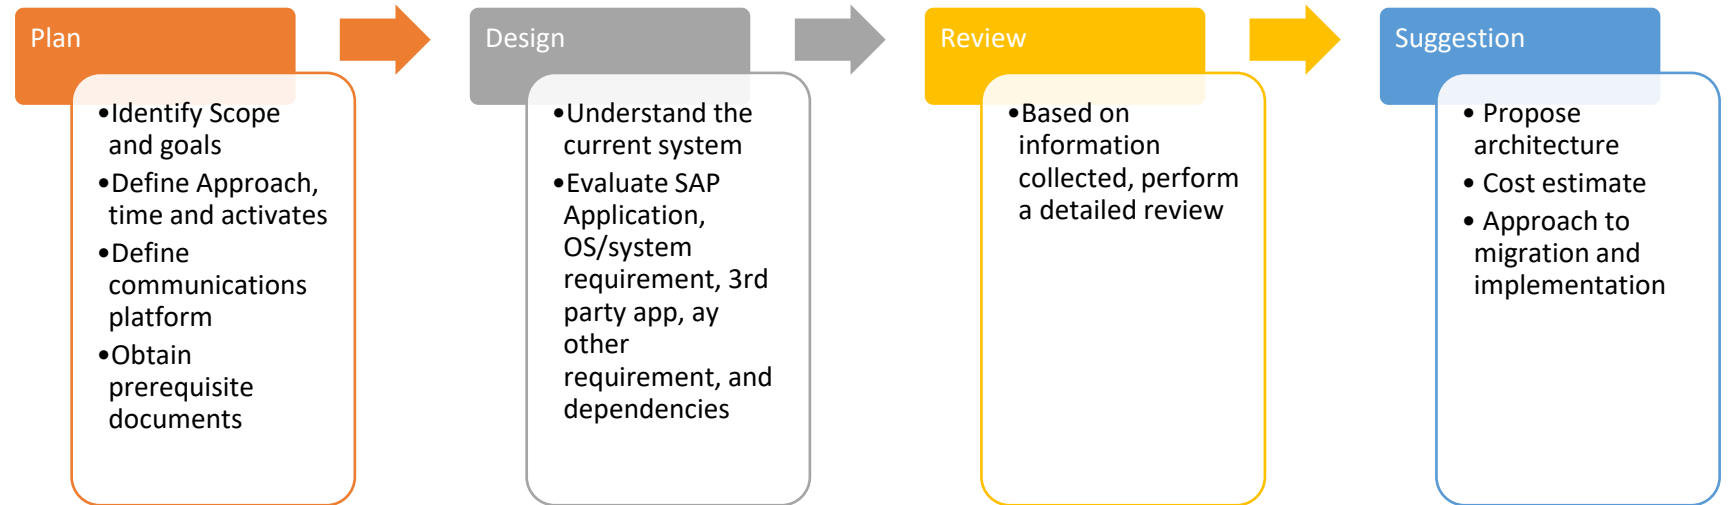 Plan
•Identify Scope
and goals
•Define Approach,
time and activates
•Define
communications
platform
•Obtain
prerequisite
documents
Design
•Understand the
current system
•Evaluate SAP
Application,
OS/system
requirement, 3rd
party app, ay
other
requirement, and
dependencies
Review
•Based on
information
collected, perform
a detailed review
Suggestion
• Propose
architecture
• Cost estimate
• Approach to
migration and
implementation